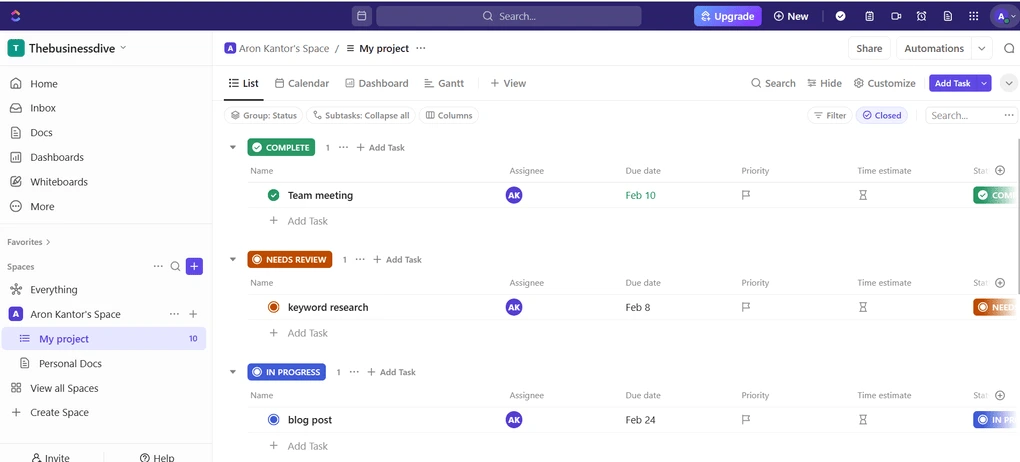 Search...
Upgrade
New
A
T Thebusinessdive
A Aron Kantor's Space / My project ...
Share
Automations
Home
Inbox
Docs
Dashboards
Whiteboards
More
Favorites
Spaces
Everything
A Aron Kantor's Space
My project 10
Personal Docs
View all Spaces
Create Space
Invite
Help
List Calendar Dashboard Gantt + View
Search Hide Customize Add Task
Group: Status Subtasks: Collapse all Columns
Filter Closed Search...
COMPLETE 1 ... + Add Task
Name Assignee Due date Priority Time estimate Stat
Team meeting AK Feb 10 COM
+ Add Task
NEEDS REVIEW 1 ... + Add Task
Name Assignee Due date Priority Time estimate Stat
keyword research AK Feb 8 NEED
+ Add Task
IN PROGRESS 1 ... + Add Task
Name Assignee Due date Priority Time estimate Stat
blog post AK Feb 24 IN PR
+ Add Task